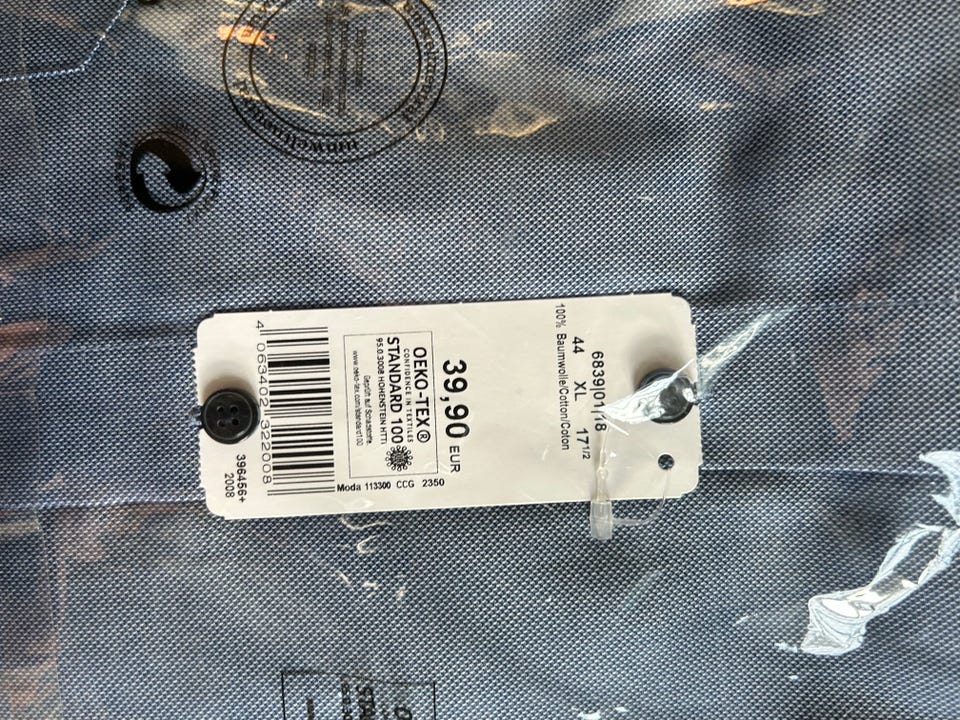 6839|01|18
44 XL 17 1/2
100% Baumwolle/Cotton/Coton
39,90 EUR
OEKO-TEX®
CONFIDENCE IN TEXTILES
STANDARD 100
95.0.3008 HOHENSTEIN HTTI
Geprüft auf Schadstoffe.
www.oeko-tex.com/standard100
Moda 113300 CCG 2350
4 063402 322008
396456+
2008